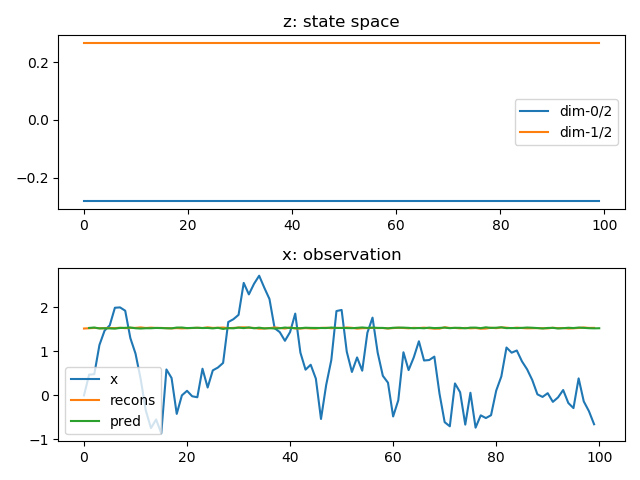 z: state space
0.2
0.0
−0.2
dim-0/2
dim-1/2
0 20 40 60 80 100
x: observation
2
1
0
−1
x
recons
pred
0 20 40 60 80 100